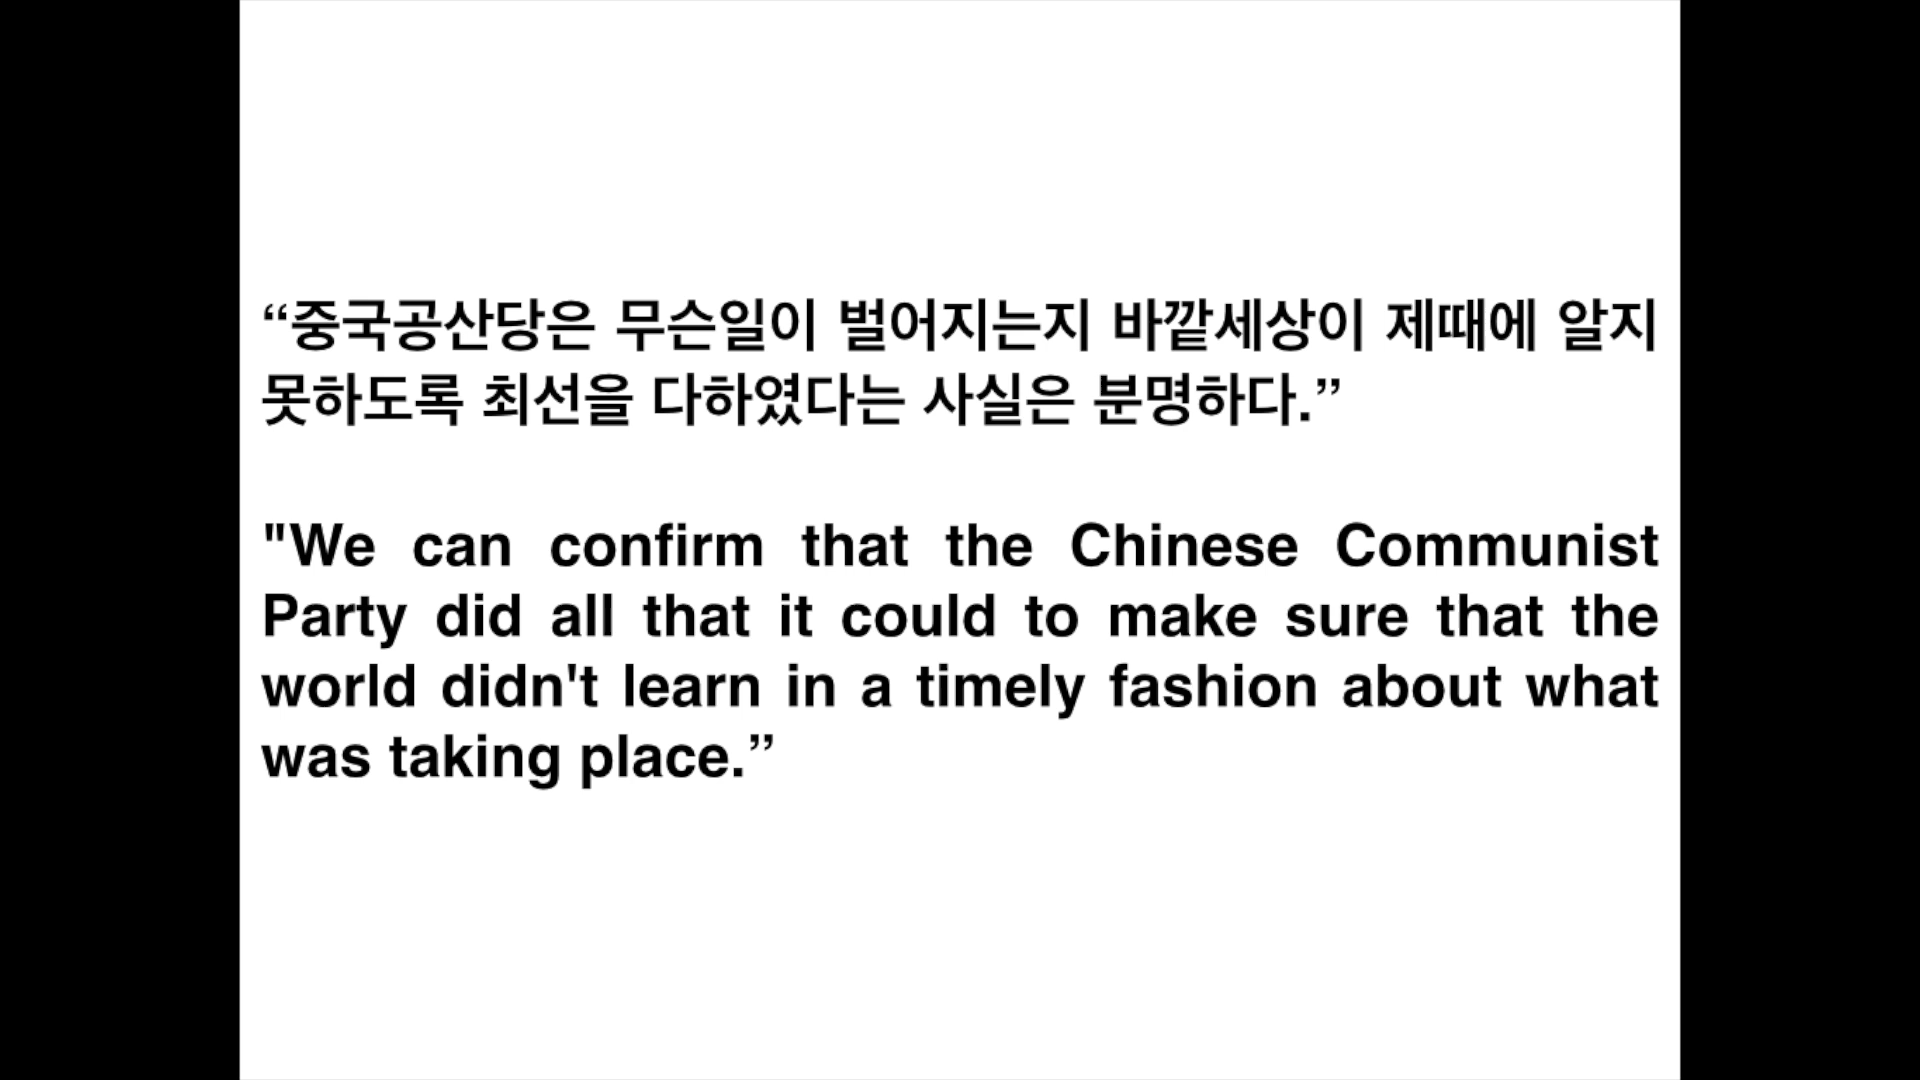 “중국공산당은 무슨일이 벌어지는지 바깥세상이 제때에 알지
못하도록 최선을 다하였다는 사실은 분명하다.”
"We can confirm that the Chinese Communist
Party did all that it could to make sure that the
world didn't learn in a timely fashion about what
was taking place.”